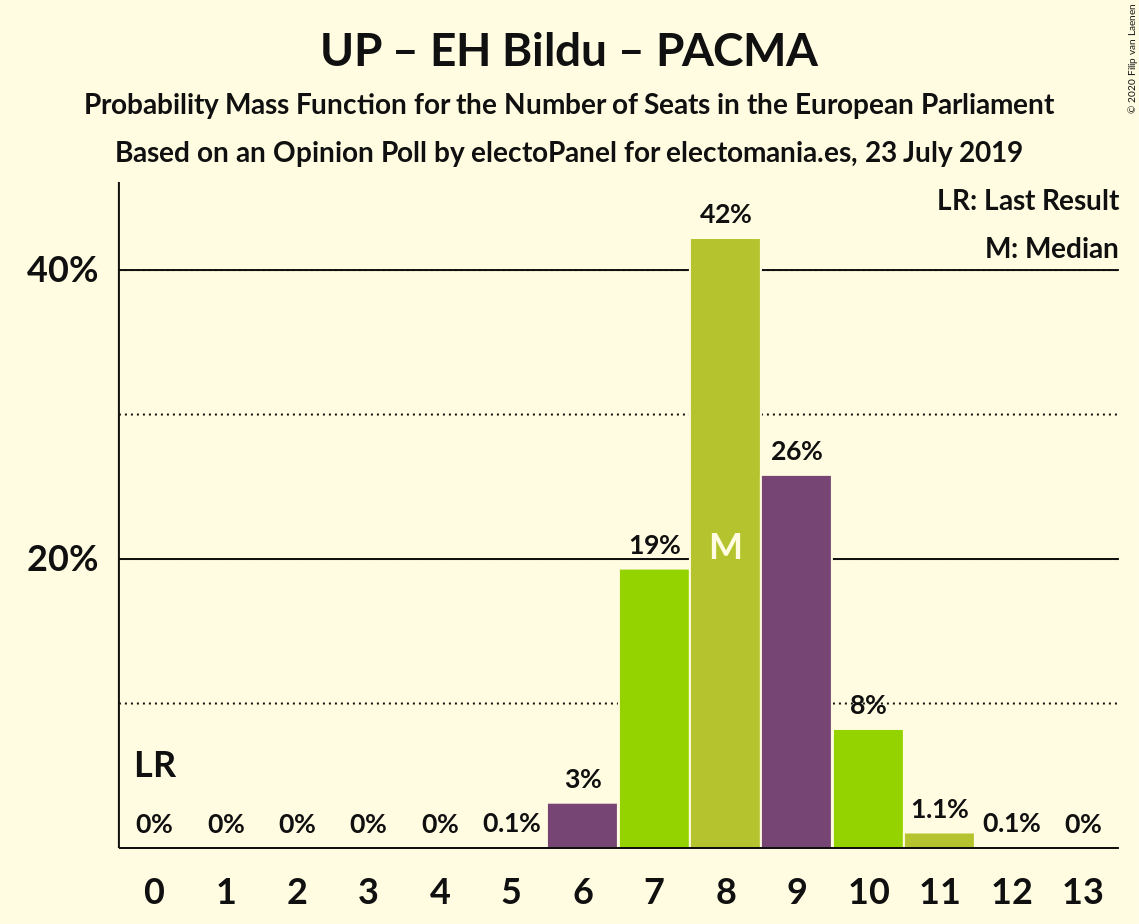 UP – EH Bildu – PACMA
Probability Mass Function for the Number of Seats in the European Parliament
Based on an Opinion Poll by electoPanel for electomania.es, 23 July 2019
© 2020 Filip van Laenen
LR: Last Result
M: Median
42%
40%
26%
19%
M
20%
8%
LR
3%
0% 0% 0% 0% 0% 0.1% 1.1% 0.1% 0%
0 1 2 3 4 5 6 7 8 9 10 11 12 13